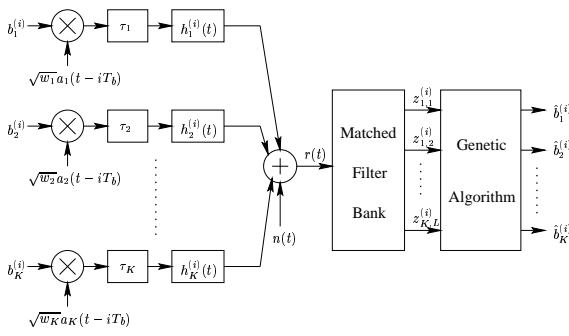 b_1^{(i)} τ_1 h_1^{(i)}(t)
√w_1 a_1(t − iT_b)
b_2^{(i)} τ_2 h_2^{(i)}(t)
√w_2 a_2(t − iT_b)
b_K^{(i)} τ_K h_K^{(i)}(t)
√w_K a_K(t − iT_b)
+
r(t)
n(t)
Matched
Filter
Bank
z_{1,1}^{(i)}
z_{1,2}^{(i)}
z_{K,L}^{(i)}
Genetic
Algorithm
b̂_1^{(i)}
b̂_2^{(i)}
b̂_K^{(i)}